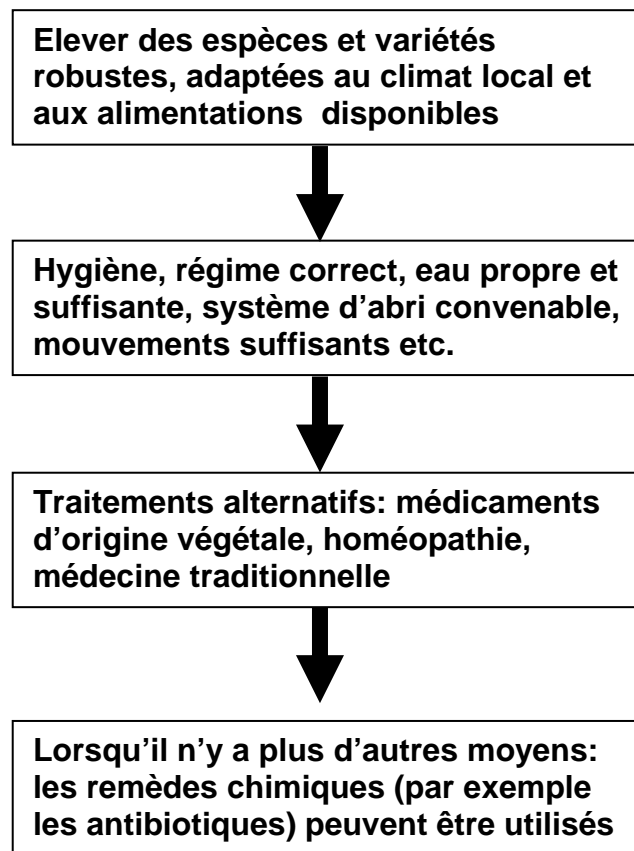 Elever des espèces et variétés
robustes, adaptées au climat local et
aux alimentations  disponibles
Hygiène, régime correct, eau propre et
suffisante, système d'abri convenable,
mouvements suffisants etc.
Traitements alternatifs: médicaments
d'origine végétale, homéopathie,
médecine traditionnelle
Lorsqu'il n'y a plus d'autres moyens:
les remèdes chimiques (par exemple
les antibiotiques) peuvent être utilisés